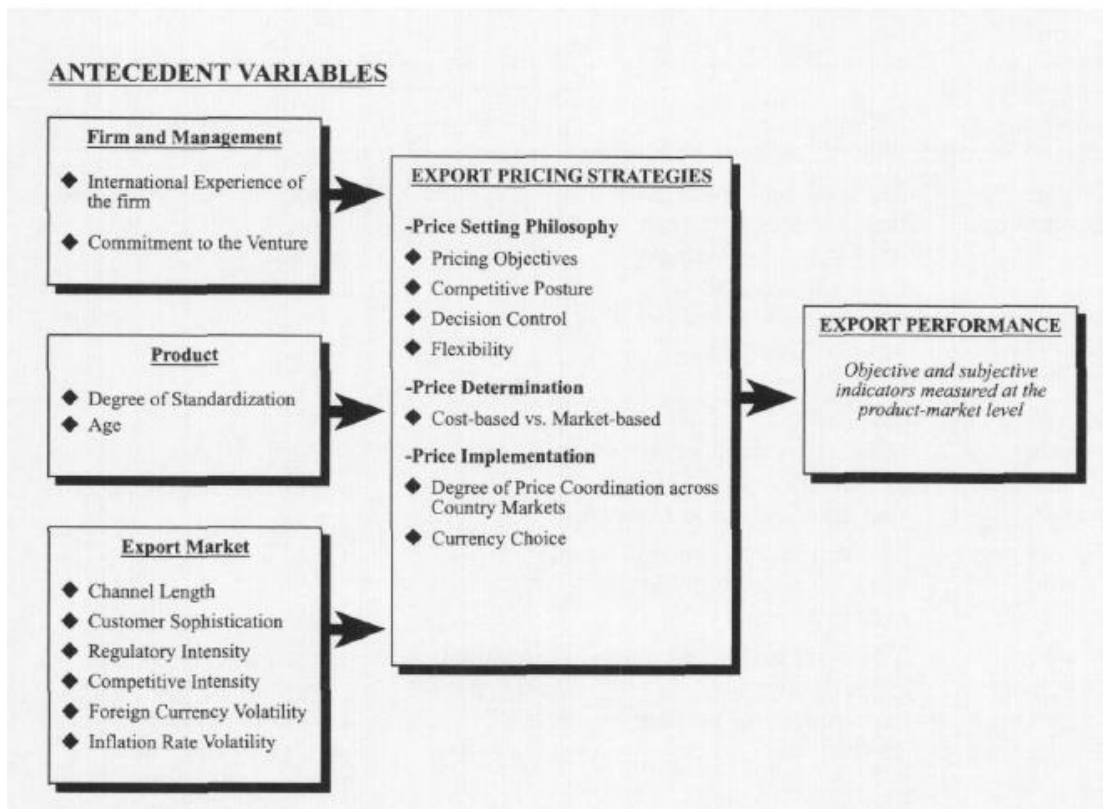 ANTECEDENT VARIABLES
Firm and Management
◆ International Experience of
the firm
◆ Commitment to the Venture
Product
◆ Degree of Standardization
◆ Age
Export Market
◆ Channel Length
◆ Customer Sophistication
◆ Regulatory Intensity
◆ Competitive Intensity
◆ Foreign Currency Volatility
◆ Inflation Rate Volatility
EXPORT PRICING STRATEGIES
-Price Setting Philosophy
◆ Pricing Objectives
◆ Competitive Posture
◆ Decision Control
◆ Flexibility
-Price Determination
◆ Cost-based vs. Market-based
-Price Implementation
◆ Degree of Price Coordination across
Country Markets
◆ Currency Choice
EXPORT PERFORMANCE
Objective and subjective
indicators measured at the
product-market level